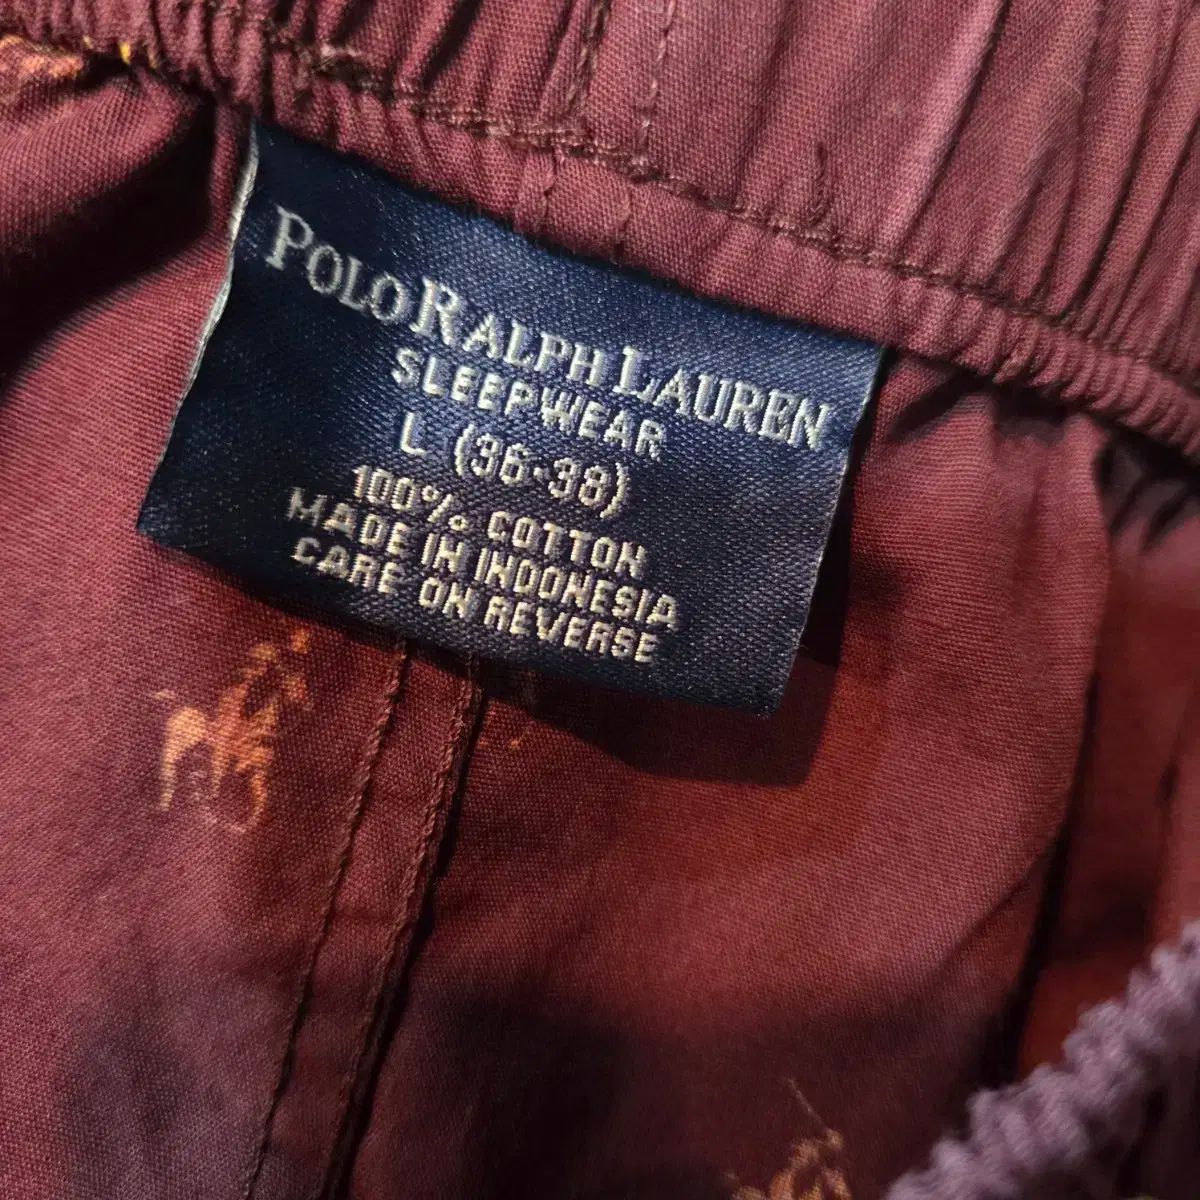 POLO RALPH LAUREN
SLEEPWEAR
L (36-38)
100% COTTON
MADE IN INDONESIA
CARE ON REVERSE